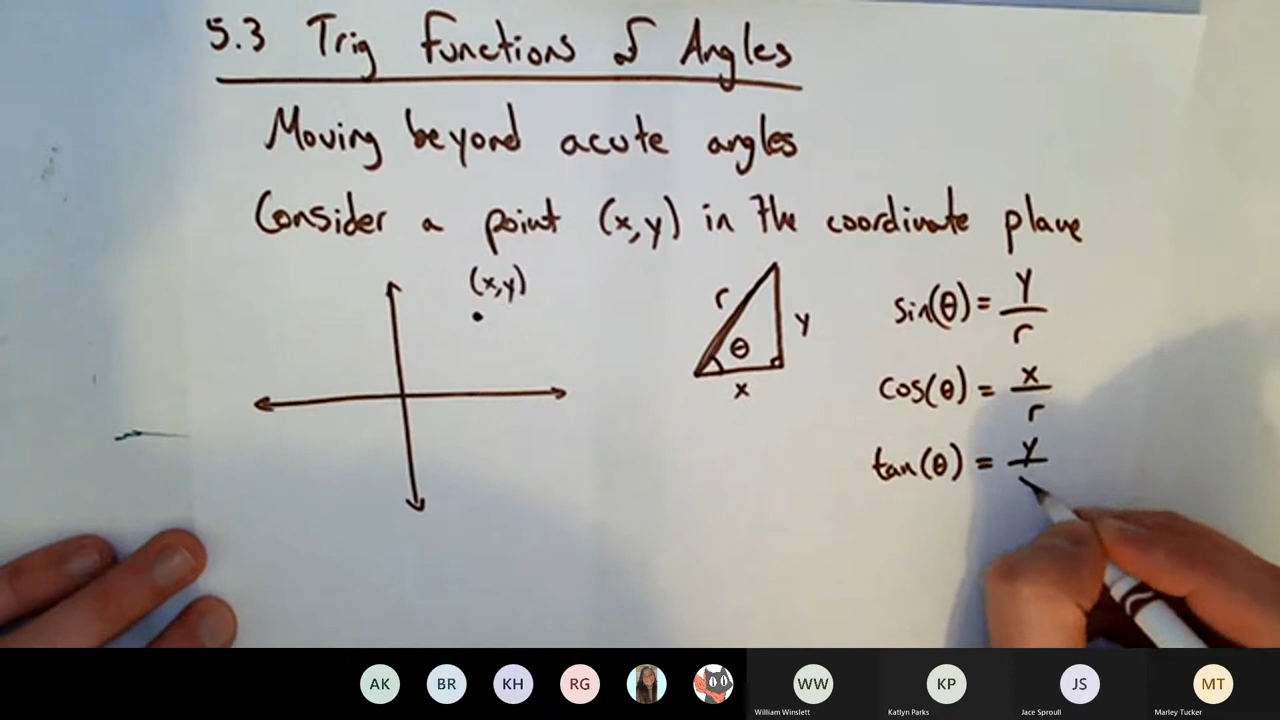 5.3 Trig Functions of Angles
Moving beyond acute angles
Consider a point (x,y) in the coordinate plane
(x,y)
r
θ
y
x
sin(θ) = y/r
cos(θ) = x/r
tan(θ) = y/
AK
BR
KH
RG
WW
KP
JS
MT
William Winslett
Katlyn Parks
Jace Sproull
Marley Tucker